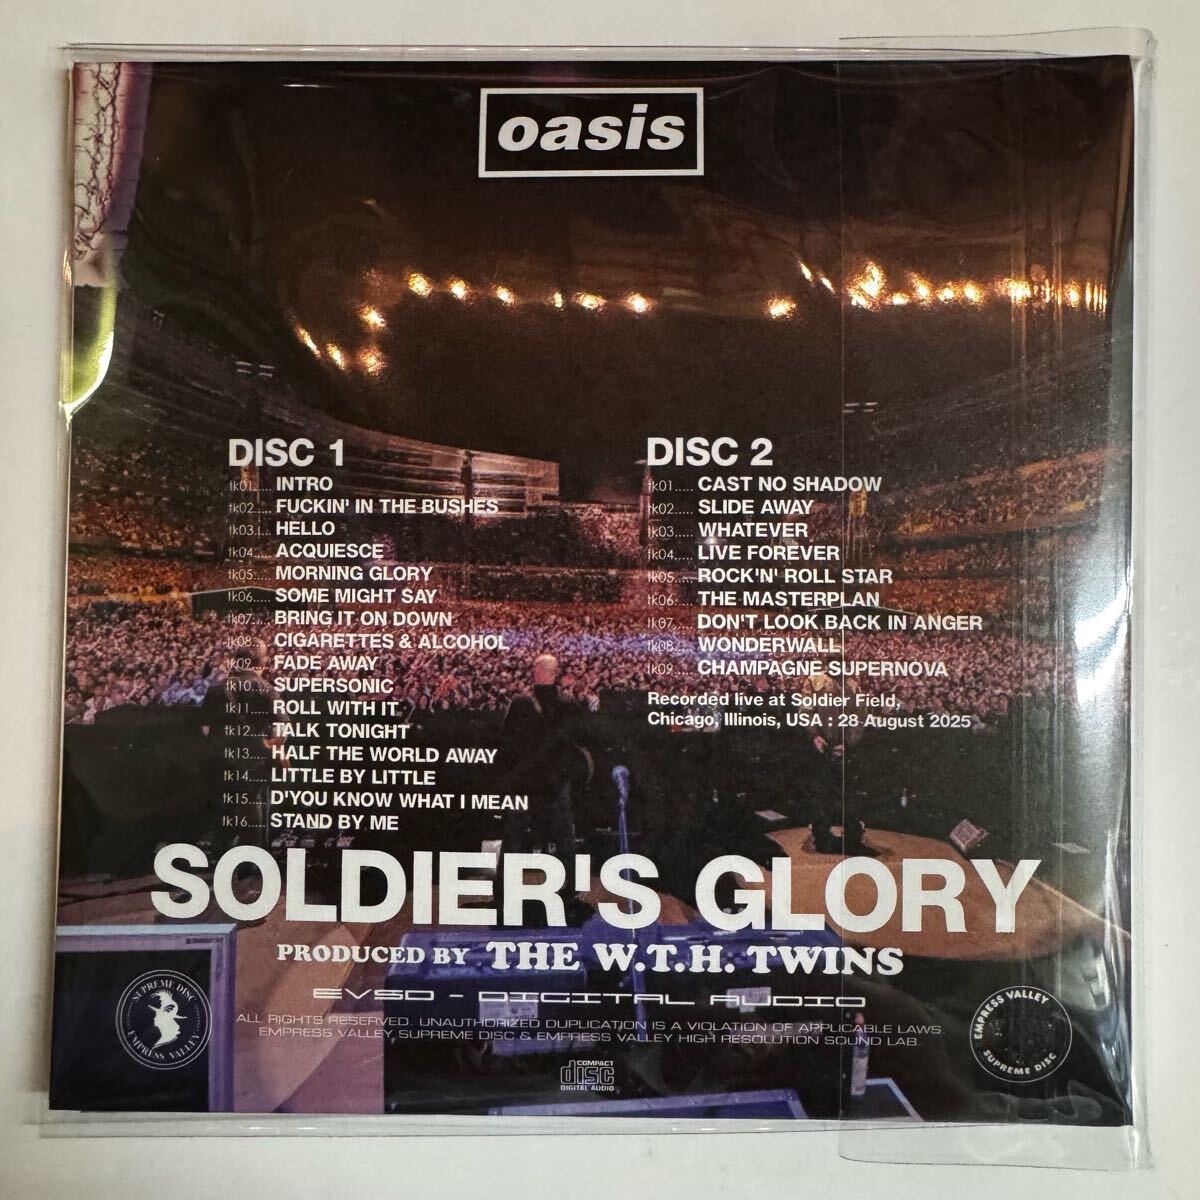 oasis
DISC 1
tk01..... INTRO
tk02..... FUCKIN' IN THE BUSHES
tk03..... HELLO
tk04..... ACQUIESCE
tk05..... MORNING GLORY
tk06..... SOME MIGHT SAY
tk07..... BRING IT ON DOWN
tk08..... CIGARETTES & ALCOHOL
tk09..... FADE AWAY
tk10..... SUPERSONIC
tk11..... ROLL WITH IT
tk12..... TALK TONIGHT
tk13..... HALF THE WORLD AWAY
tk14..... LITTLE BY LITTLE
tk15..... D'YOU KNOW WHAT I MEAN
tk16..... STAND BY ME
DISC 2
tk01..... CAST NO SHADOW
tk02..... SLIDE AWAY
tk03..... WHATEVER
tk04..... LIVE FOREVER
tk05..... ROCK'N' ROLL STAR
tk06..... THE MASTERPLAN
tk07..... DON'T LOOK BACK IN ANGER
tk08..... WONDERWALL
tk09..... CHAMPAGNE SUPERNOVA
Recorded live at Soldier Field,
Chicago, Illinois, USA : 28 August 2025
SOLDIER'S GLORY
PRODUCED BY THE W.T.H. TWINS
EVSD - DIGITAL AUDIO
ALL RIGHTS RESERVED. UNAUTHORIZED DUPLICATION IS A VIOLATION OF APPLICABLE LAWS
EMPRESS VALLEY SUPREME DISC & EMPRESS VALLEY HIGH RESOLUTION SOUND LAB.
SUPREME DISC
EMPRESS VALLEY
COMPACT
disc
DIGITAL AUDIO
EMPRESS VALLEY
SUPREME DISC